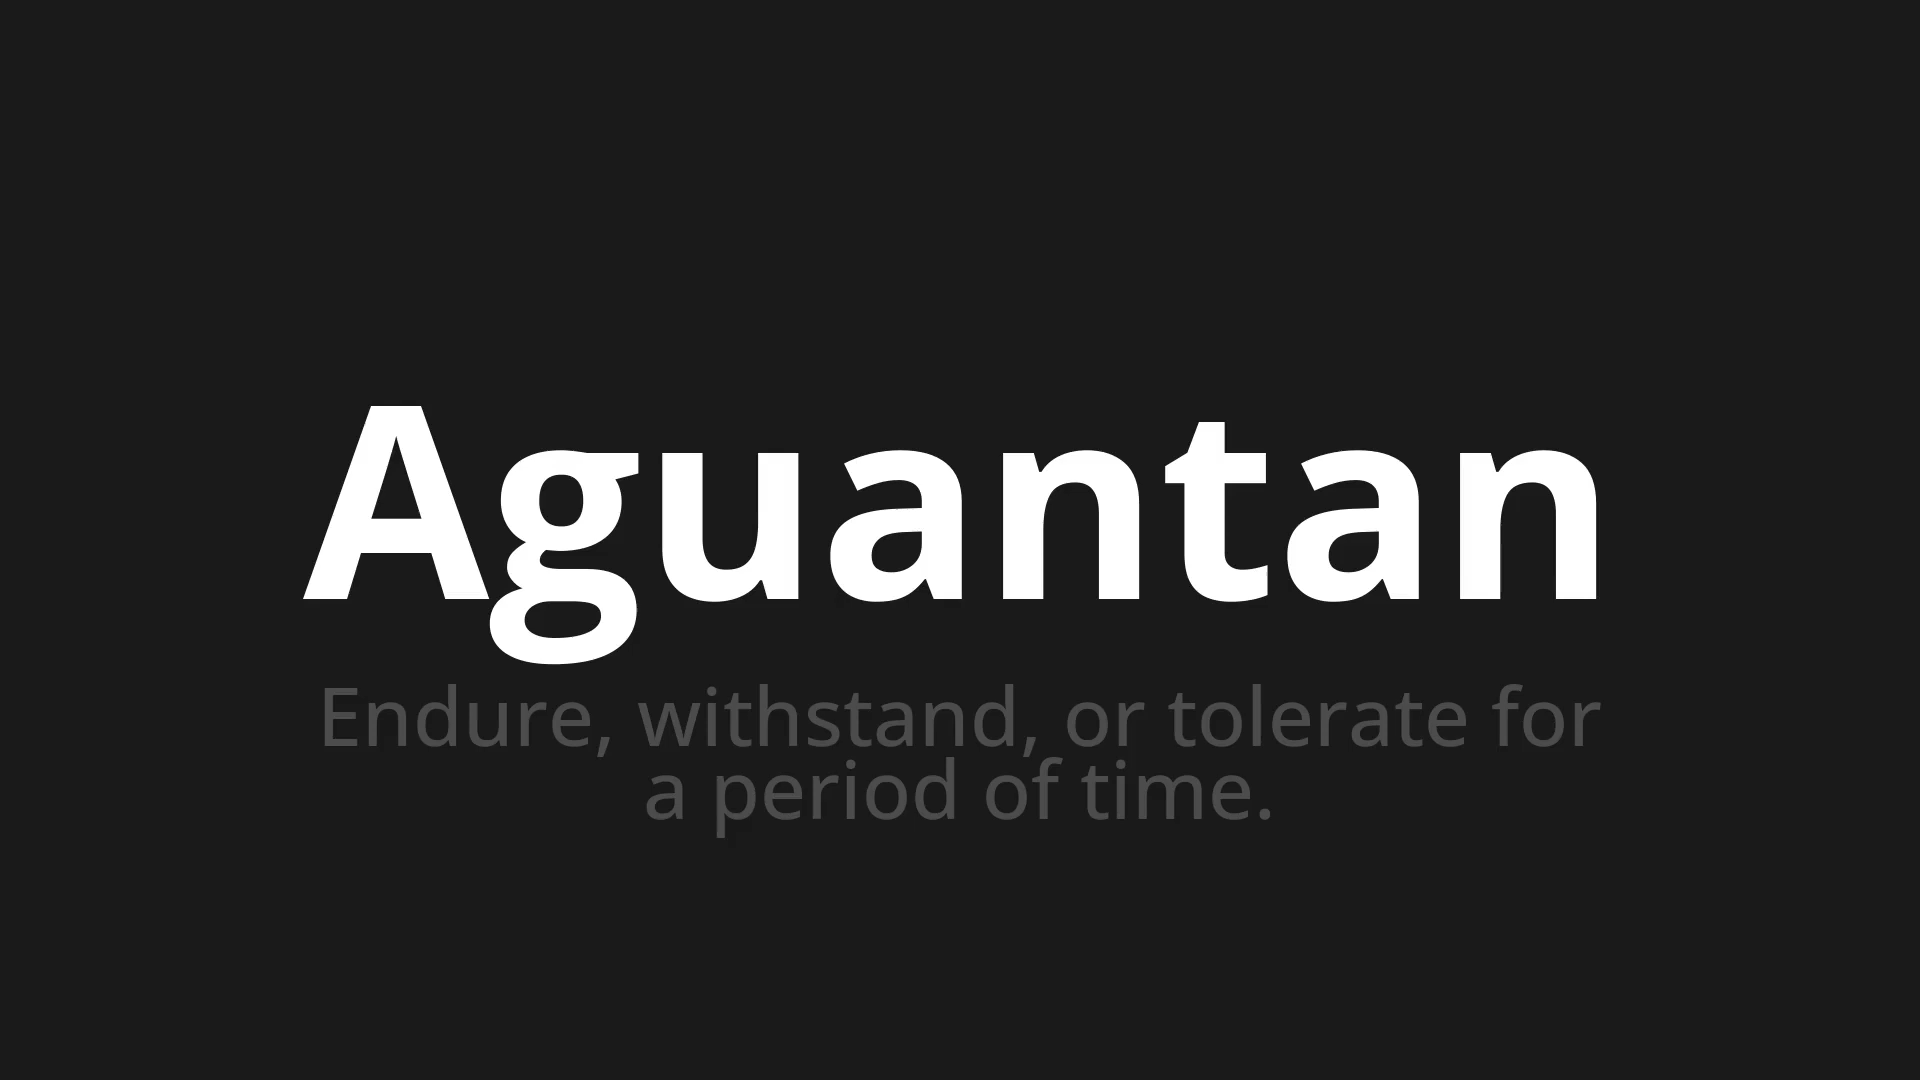 Aguantan
Endure, withstand, or tolerate for
a period of time.